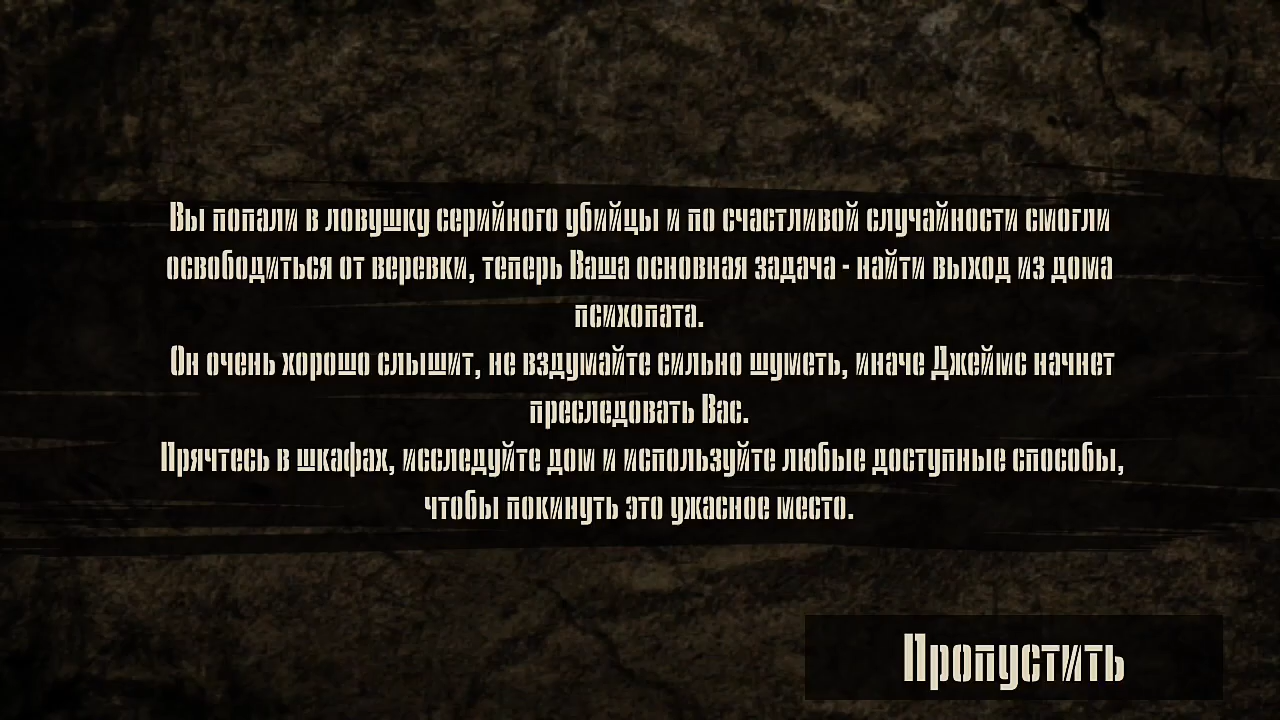 Вы попали в ловушку серийного убийцы и по счастливой случайности смогли
освободиться от веревки, теперь Ваша основная задача - найти выход из дома
психопата.
Он очень хорошо слышит, не вздумайте сильно шуметь, иначе Джеймс начнет
преследовать Вас.
Прячтесь в шкафах, исследуйте дом и используйте любые доступные способы,
чтобы покинуть это ужасное место.
Пропустить